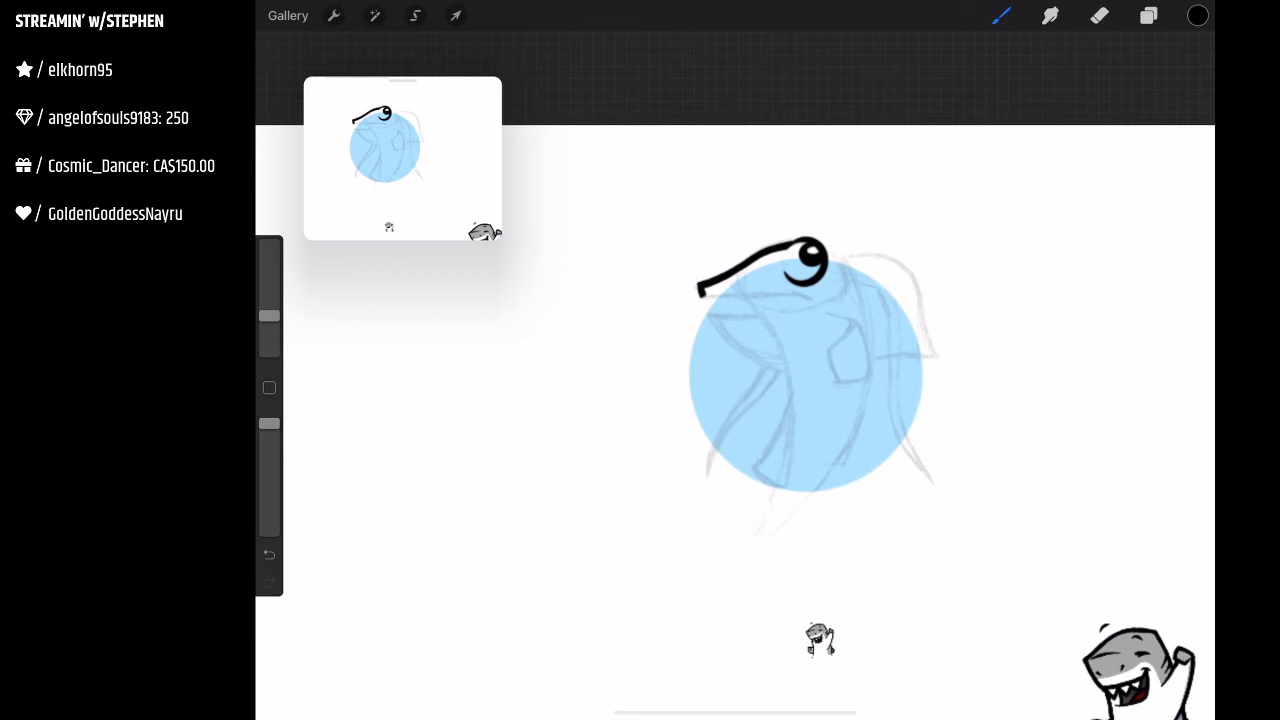 STREAMIN' w/STEPHEN
/ elkhorn95
/ angelofsouls9183: 250
/ Cosmic_Dancer: CA$150.00
/ GoldenGoddessNayru
Gallery